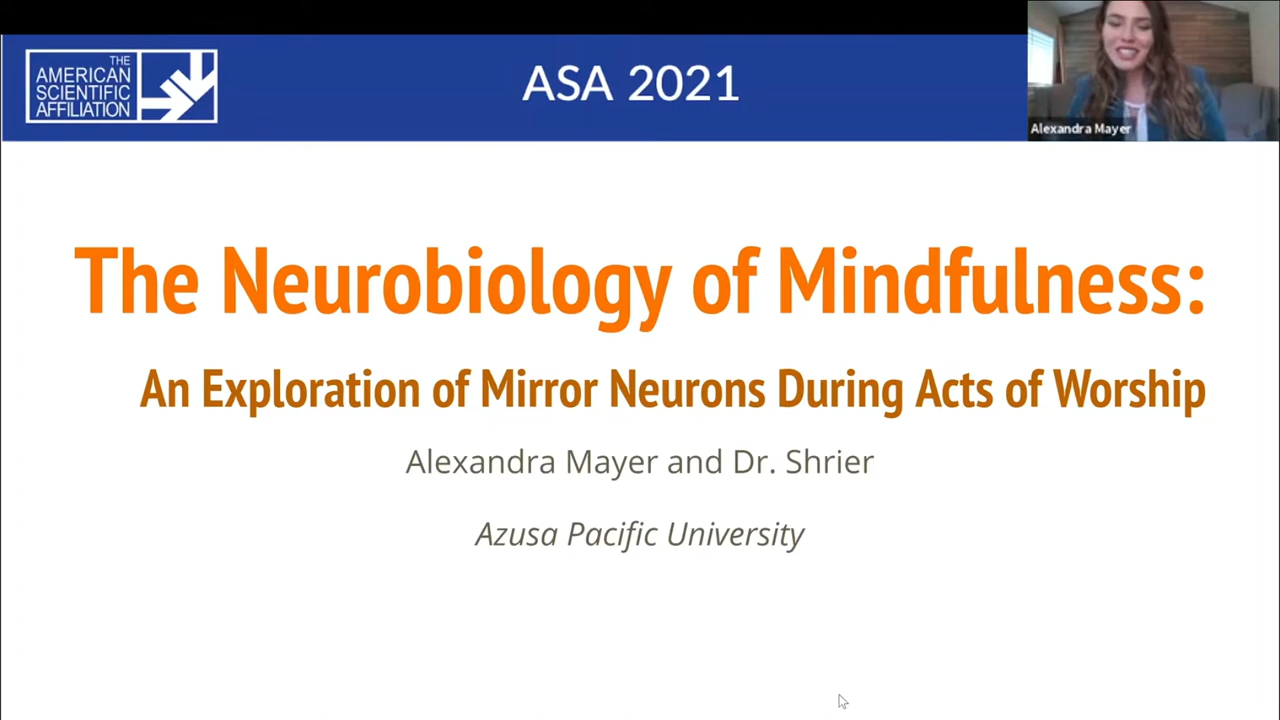 THE
AMERICAN
SCIENTIFIC
AFFILIATION
ASA 2021
Alexandra Mayer
The Neurobiology of Mindfulness:
An Exploration of Mirror Neurons During Acts of Worship
Alexandra Mayer and Dr. Shrier
Azusa Pacific University